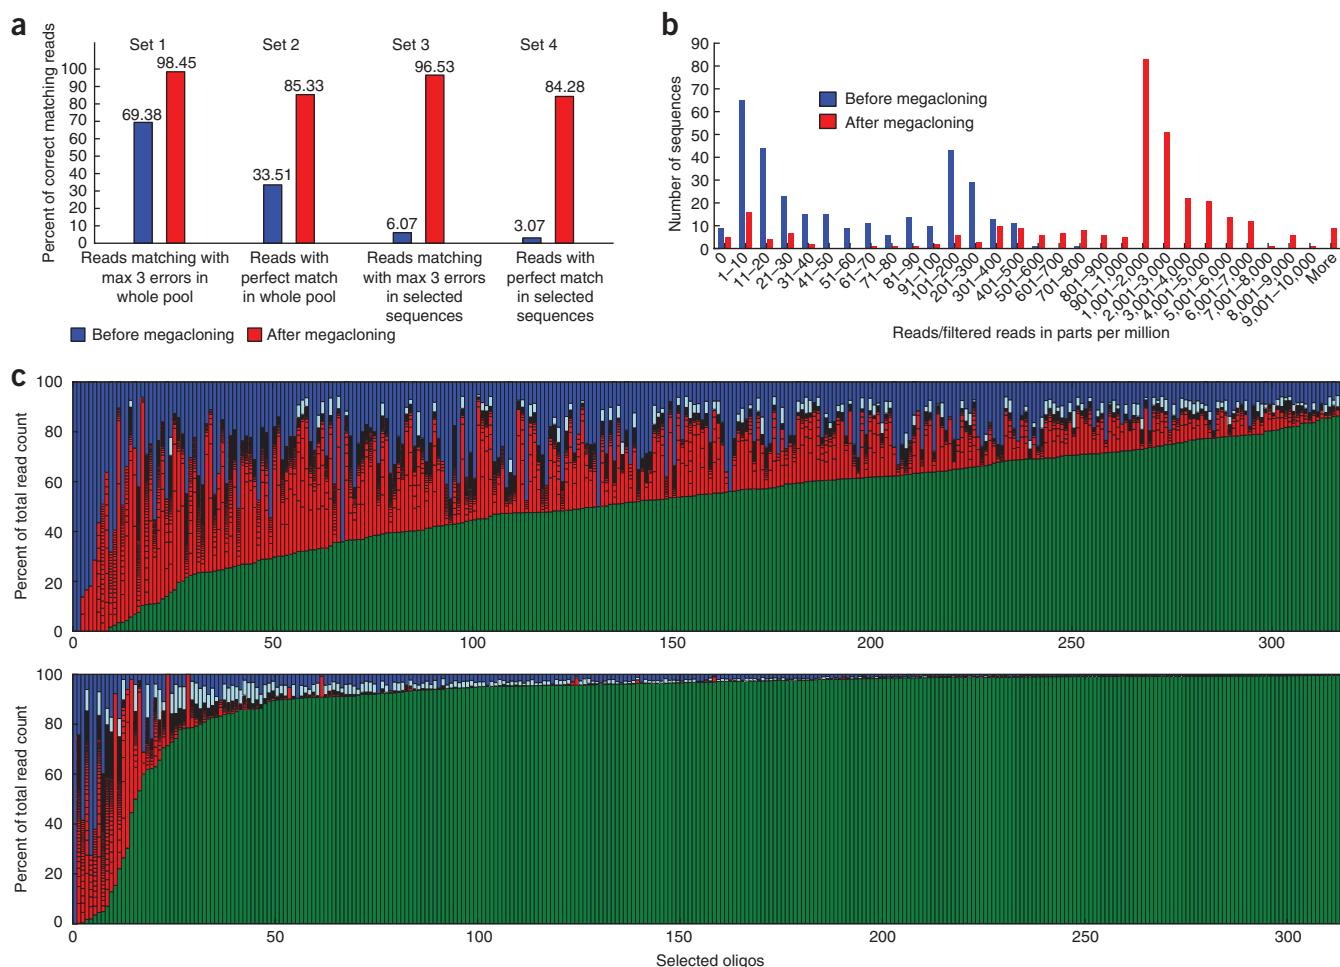 a
Percent of correct matching reads
Set 1
Set 2
Set 3
Set 4
100
90
80
70
60
50
40
30
20
10
0
69.38
98.45
33.51
85.33
6.07
96.53
3.07
84.28
Reads matching with
max 3 errors in
whole pool
Reads with
perfect match
in whole pool
Reads matching
with max 3 errors
in selected
sequences
Reads with
perfect match
in selected
sequences
Before megacloning
After megacloning
b
Number of sequences
90
80
70
60
50
40
30
20
10
0
Before megacloning
After megacloning
0
1–10
11–20
21–30
31–40
41–50
51–60
61–70
71–80
81–90
91–100
101–200
201–300
301–400
401–500
501–600
601–700
701–800
801–900
901–1,000
1,001–2,000
2,001–3,000
3,001–4,000
4,001–5,000
5,001–6,000
6,001–7,000
7,001–8,000
8,001–9,000
9,001–10,000
More
Reads/filtered reads in parts per million
c
Percent of total read count
100
80
60
40
20
0
0
50
100
150
200
250
300
Percent of total read count
100
80
60
40
20
0
0
50
100
150
200
250
300
Selected oligos